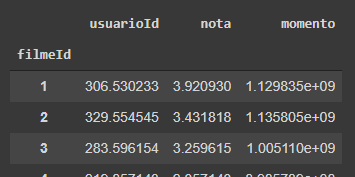 usuarioId nota momento
filmeId
1 306.530233 3.920930 1.129835e+09
2 329.554545 3.431818 1.135805e+09
3 283.596154 3.259615 1.005110e+09